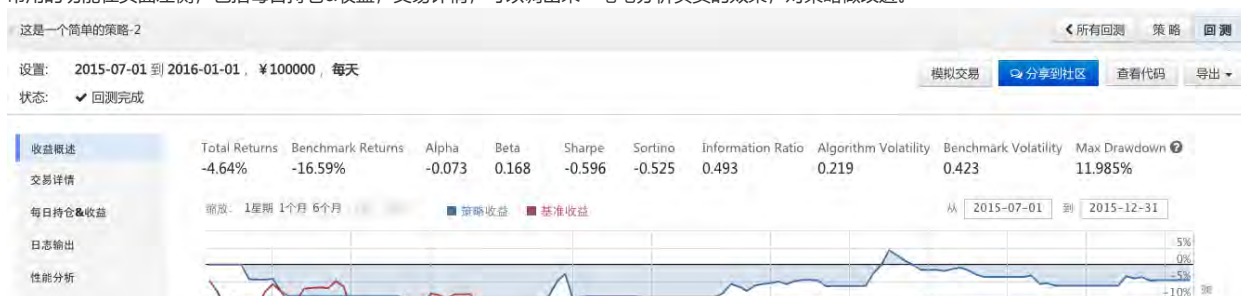 这是一个简单的策略-2
所有回测 策略 回测
设置: 2015-07-01 到 2016-01-01, ¥100000, 每天
模拟交易 分享到社区 查看代码 导出
状态: 回测完成
收益概述
交易详情
每日持仓&收益
日志输出
性能分析
Total Returns Benchmark Returns Alpha Beta Sharpe Sortino Information Ratio Algorithm Volatility Benchmark Volatility Max Drawdown
-4.64% -16.59% -0.073 0.168 -0.596 -0.525 0.493 0.219 0.423 11.985%
缩放: 1星期 1个月 6个月
策略收益 基准收益
从 2015-07-01 到 2015-12-31
5%
0%
-5%
-10%